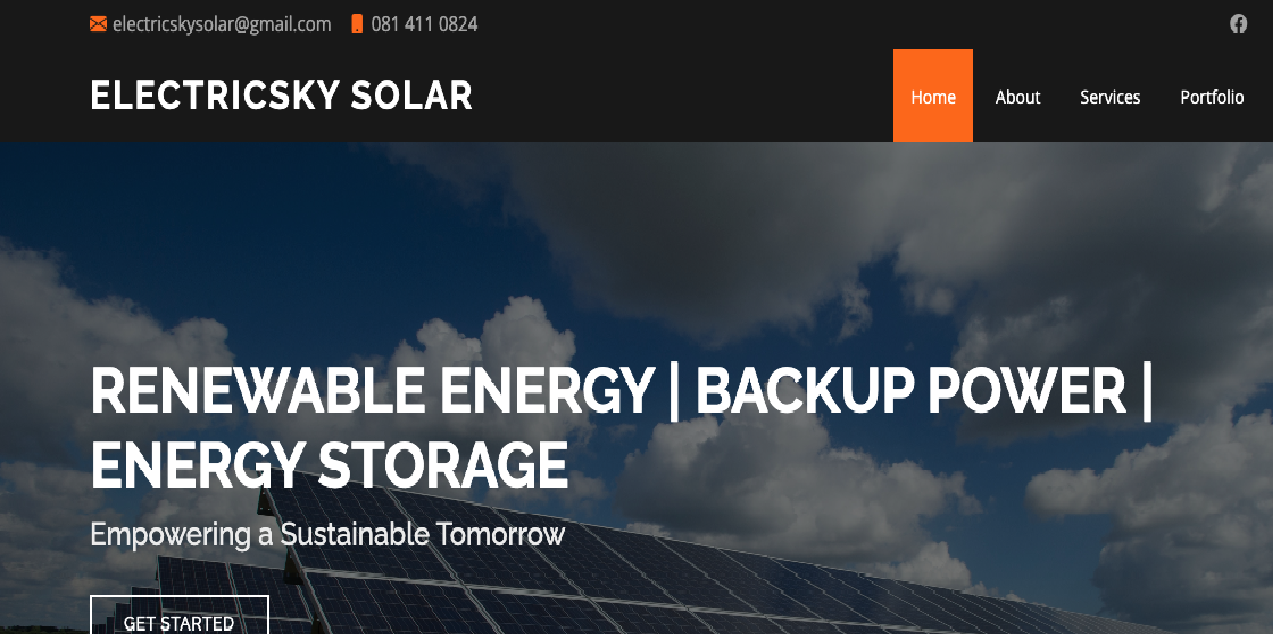 electricskysolar@gmail.com 081 411 0824
ELECTRICSKY SOLAR
Home About Services Portfolio
RENEWABLE ENERGY | BACKUP POWER |
ENERGY STORAGE
Empowering a Sustainable Tomorrow
GET STARTED